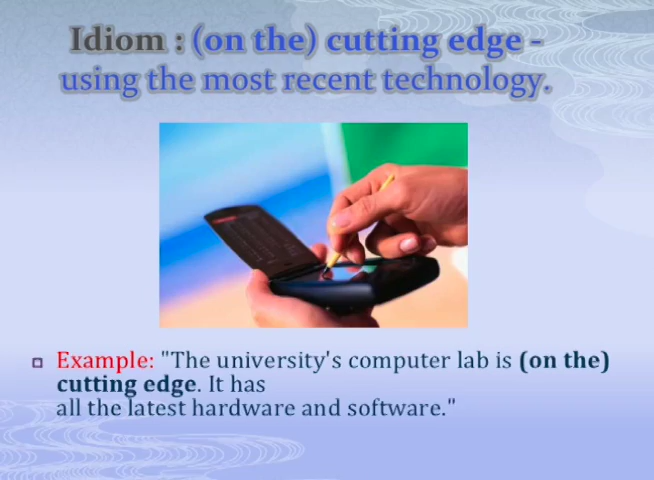 Idiom : (on the) cutting edge -
using the most recent technology.
Example: "The university's computer lab is (on the)
cutting edge. It has
all the latest hardware and software."